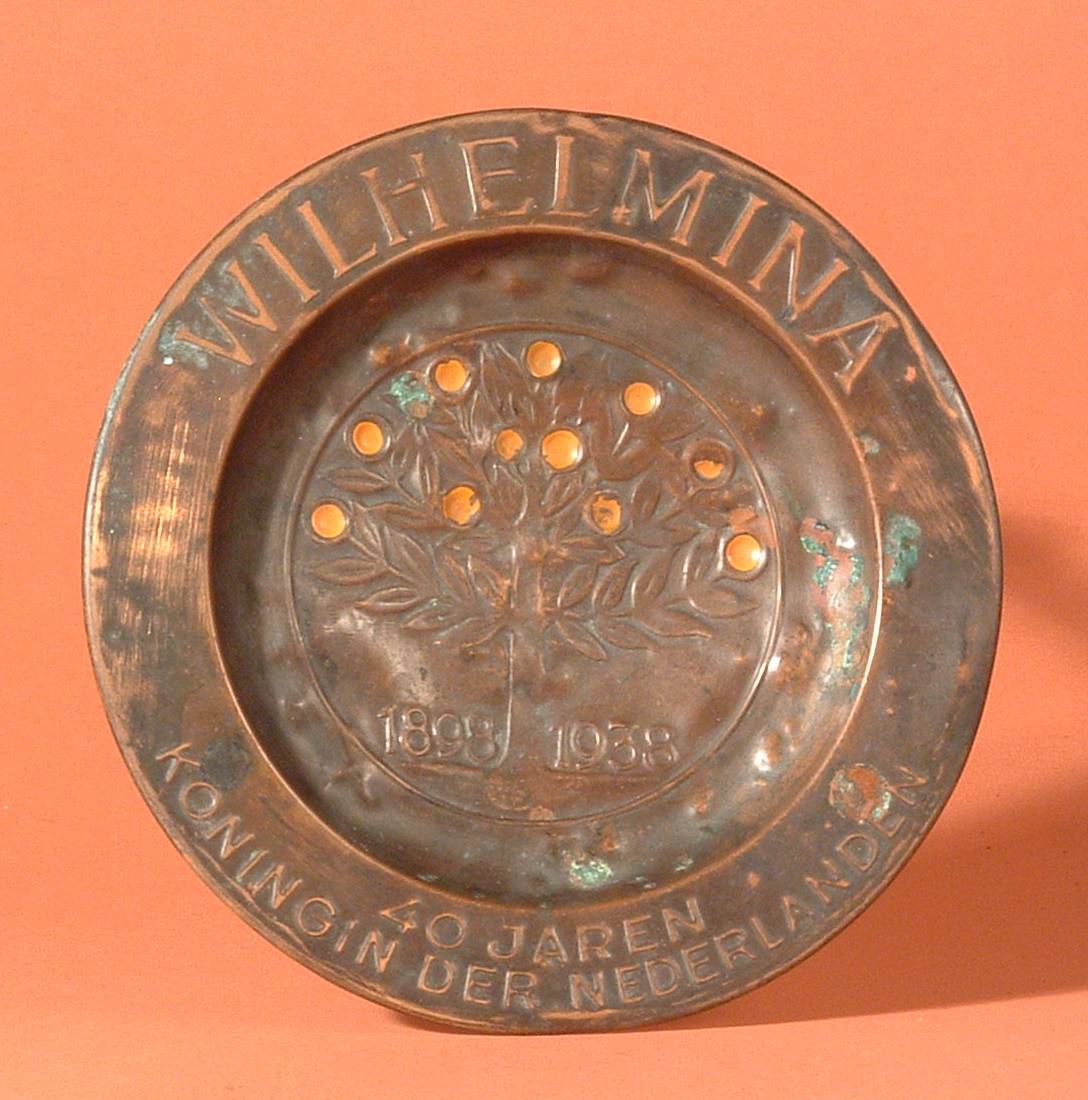 WILHELMINA
1898 1938
40 JAREN
KONINGIN DER NEDERLANDEN